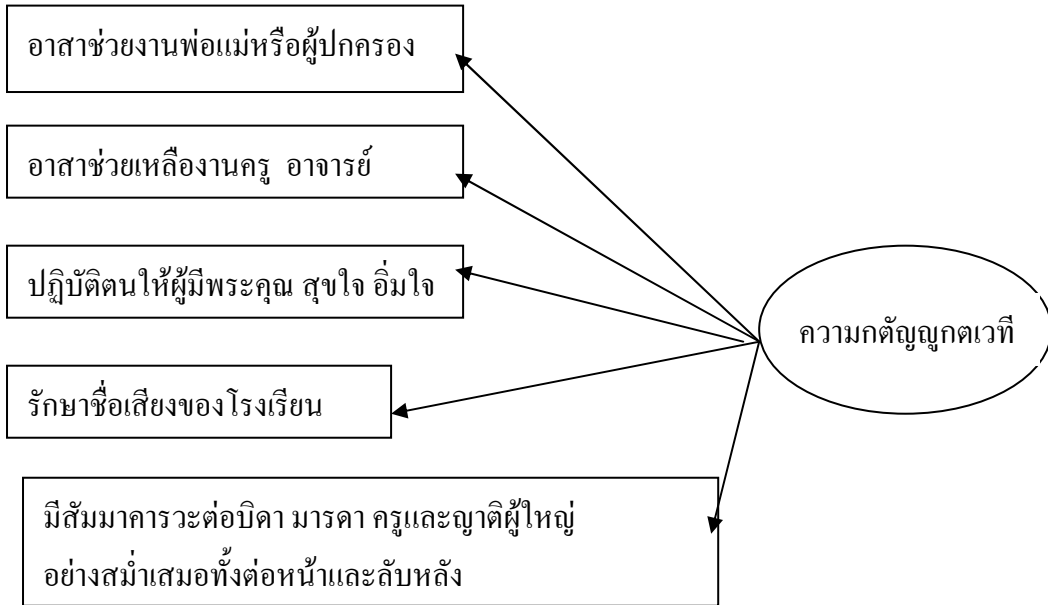 อาสาช่วยงานพ่อแม่หรือผู้ปกครอง
อาสาช่วยเหลืองานครู อาจารย์
ปฏิบัติตนให้ผู้มีพระคุณ สุขใจ อิ่มใจ
ความกตัญญูกตเวที
รักษาชื่อเสียงของโรงเรียน
มีสัมมาคารวะต่อบิดา มารดา ครูและญาติผู้ใหญ่
อย่างสม่ำเสมอทั้งต่อหน้าและลับหลัง